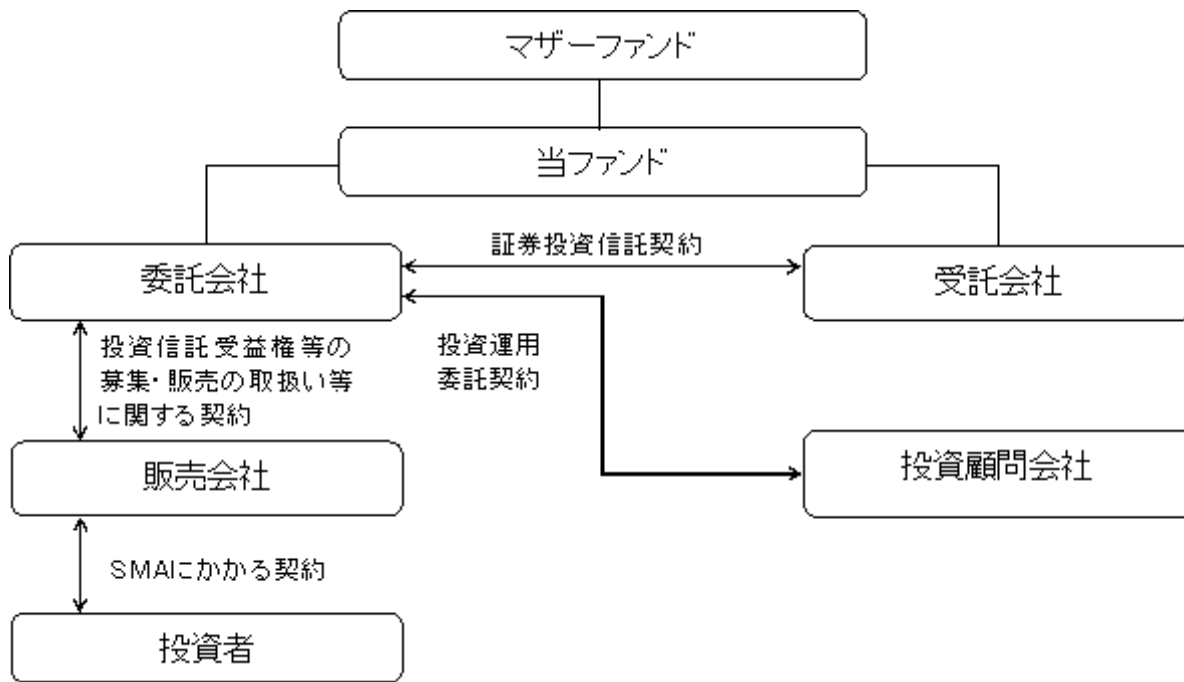 マザーファンド
当ファンド
証券投資信託契約
委託会社
受託会社
投資信託受益権等の
募集・販売の取扱い等
に関する契約
投資運用
委託契約
販売会社
投資顧問会社
SMAにかかる契約
投資者